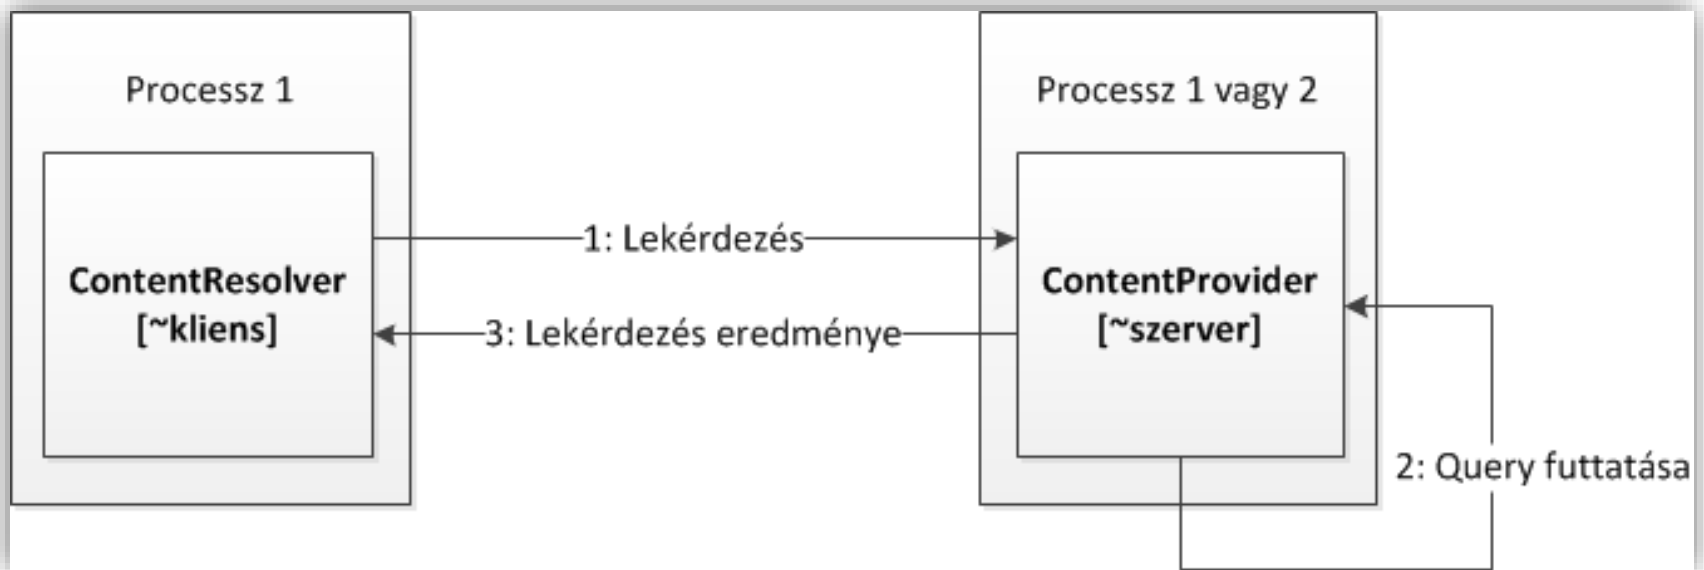 Processz 1
Processz 1 vagy 2
1: Lekérdezés
ContentResolver
[~kliens]
ContentProvider
[~szerver]
3: Lekérdezés eredménye
2: Query futtatása